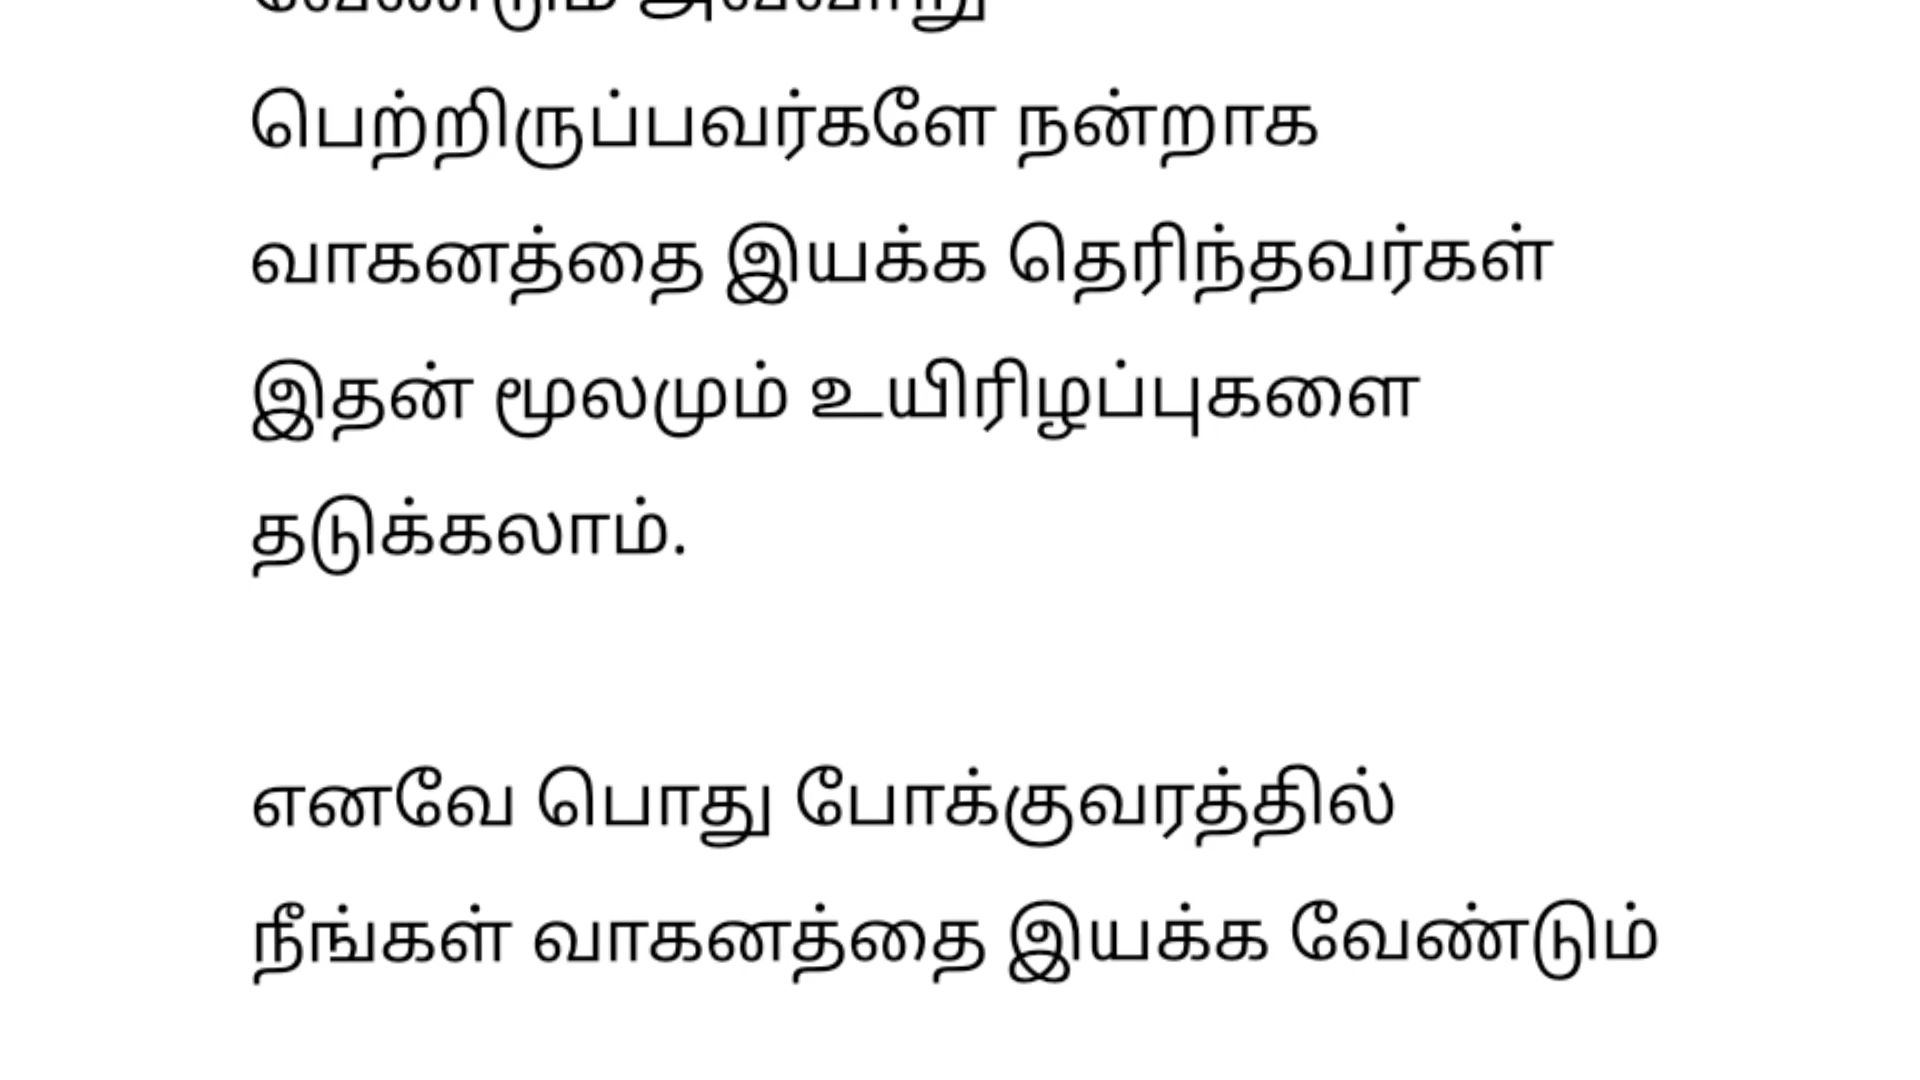 வேண்டும் அவ்வாறு
பெற்றிருப்பவர்களே நன்றாக
வாகனத்தை இயக்க தெரிந்தவர்கள்
இதன் மூலமும் உயிரிழப்புகளை
தடுக்கலாம்.
எனவே பொது போக்குவரத்தில்
நீங்கள் வாகனத்தை இயக்க வேண்டும்